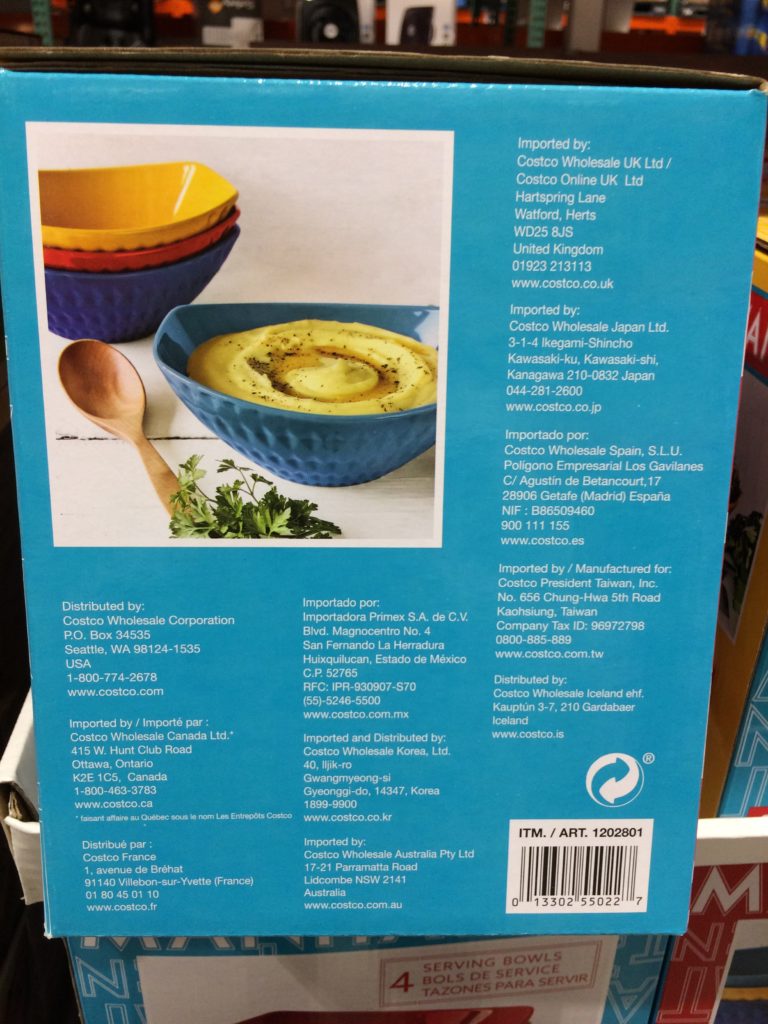 Imported by:
Costco Wholesale UK Ltd /
Costco Online UK Ltd
Hartspring Lane
Watford, Herts
WD25 8JS
United Kingdom
01923 213113
www.costco.co.uk
Imported by:
Costco Wholesale Japan Ltd.
3-1-4 Ikegami-Shincho
Kawasaki-ku, Kawasaki-shi,
Kanagawa 210-0832 Japan
044-281-2600
www.costco.co.jp
Importado por:
Costco Wholesale Spain, S.L.U.
Polígono Empresarial Los Gavilanes
C/ Agustín de Betancourt,17
28906 Getafe (Madrid) España
NIF : B86509460
900 111 155
www.costco.es
Imported by / Manufactured for:
Costco President Taiwan, Inc.
No. 656 Chung-Hwa 5th Road
Kaohsiung, Taiwan
Company Tax ID: 96972798
0800-885-889
www.costco.com.tw
Distributed by:
Costco Wholesale Iceland ehf.
Kauptún 3-7, 210 Gardabaer
Iceland
www.costco.is
Distributed by:
Costco Wholesale Corporation
P.O. Box 34535
Seattle, WA 98124-1535
USA
1-800-774-2678
www.costco.com
Imported by / Importé par :
Costco Wholesale Canada Ltd.*
415 W. Hunt Club Road
Ottawa, Ontario
K2E 1C5, Canada
1-800-463-3783
www.costco.ca
* faisant affaire au Québec sous le nom Les Entrepôts Costco
Distribué par :
Costco France
1, avenue de Bréhat
91140 Villebon-sur-Yvette (France)
01 80 45 01 10
www.costco.fr
Importado por:
Importadora Primex S.A. de C.V.
Blvd. Magnocentro No. 4
San Fernando La Herradura
Huixquilucan, Estado de México
C.P. 52765
RFC: IPR-930907-S70
(55)-5246-5500
www.costco.com.mx
Imported and Distributed by:
Costco Wholesale Korea, Ltd.
40, Iljik-ro
Gwangmyeong-si
Gyeonggi-do, 14347, Korea
1899-9900
www.costco.co.kr
Imported by:
Costco Wholesale Australia Pty Ltd
17-21 Parramatta Road
Lidcombe NSW 2141
Australia
www.costco.com.au
®
ITM. / ART. 1202801
0 13302 55022 7
4 SERVING BOWLS
BOLS DE SERVICE
TAZONES PARA SERVIR